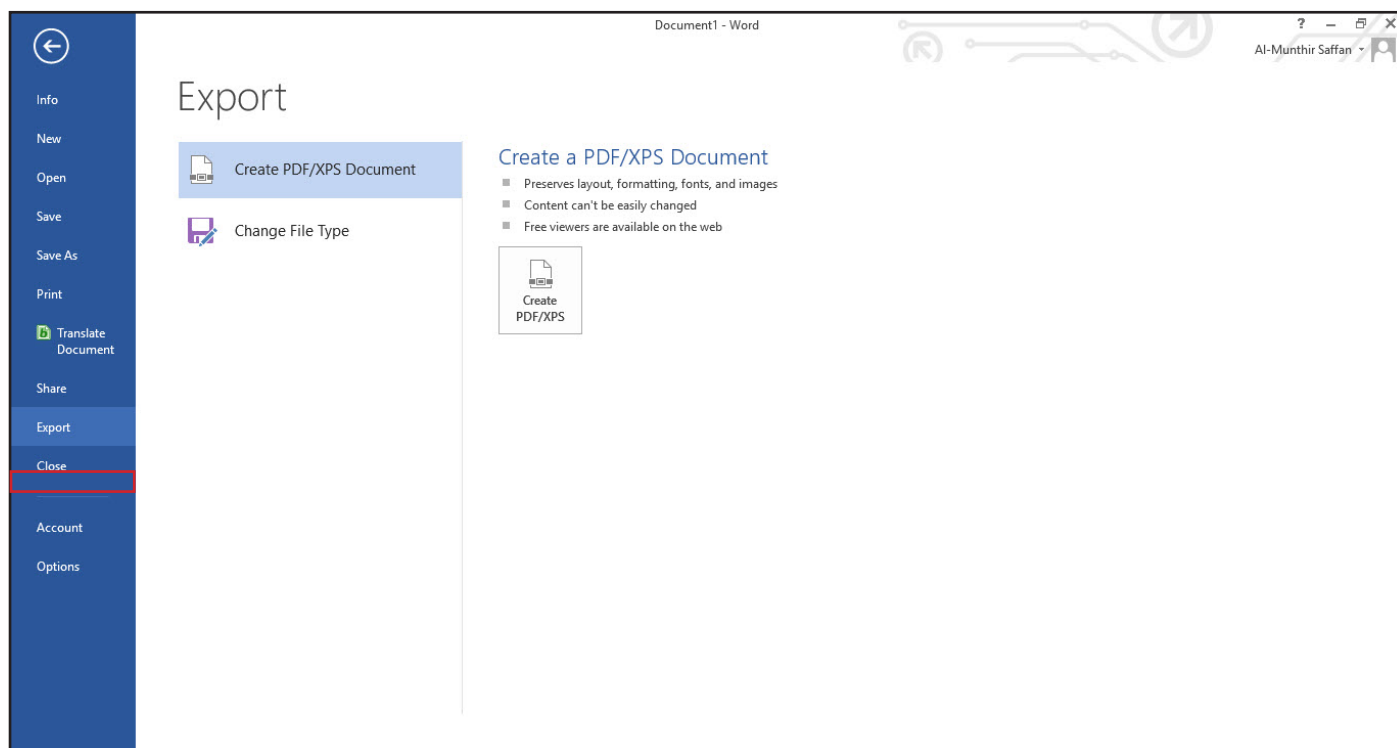 Document1 - Word
?
Al-Munthir Saffan
Info
New
Open
Save
Save As
Print
Translate
Document
Share
Export
Close
Account
Options
Export
Create PDF/XPS Document
Change File Type
Create a PDF/XPS Document
Preserves layout, formatting, fonts, and images
Content can't be easily changed
Free viewers are available on the web
Create
PDF/XPS